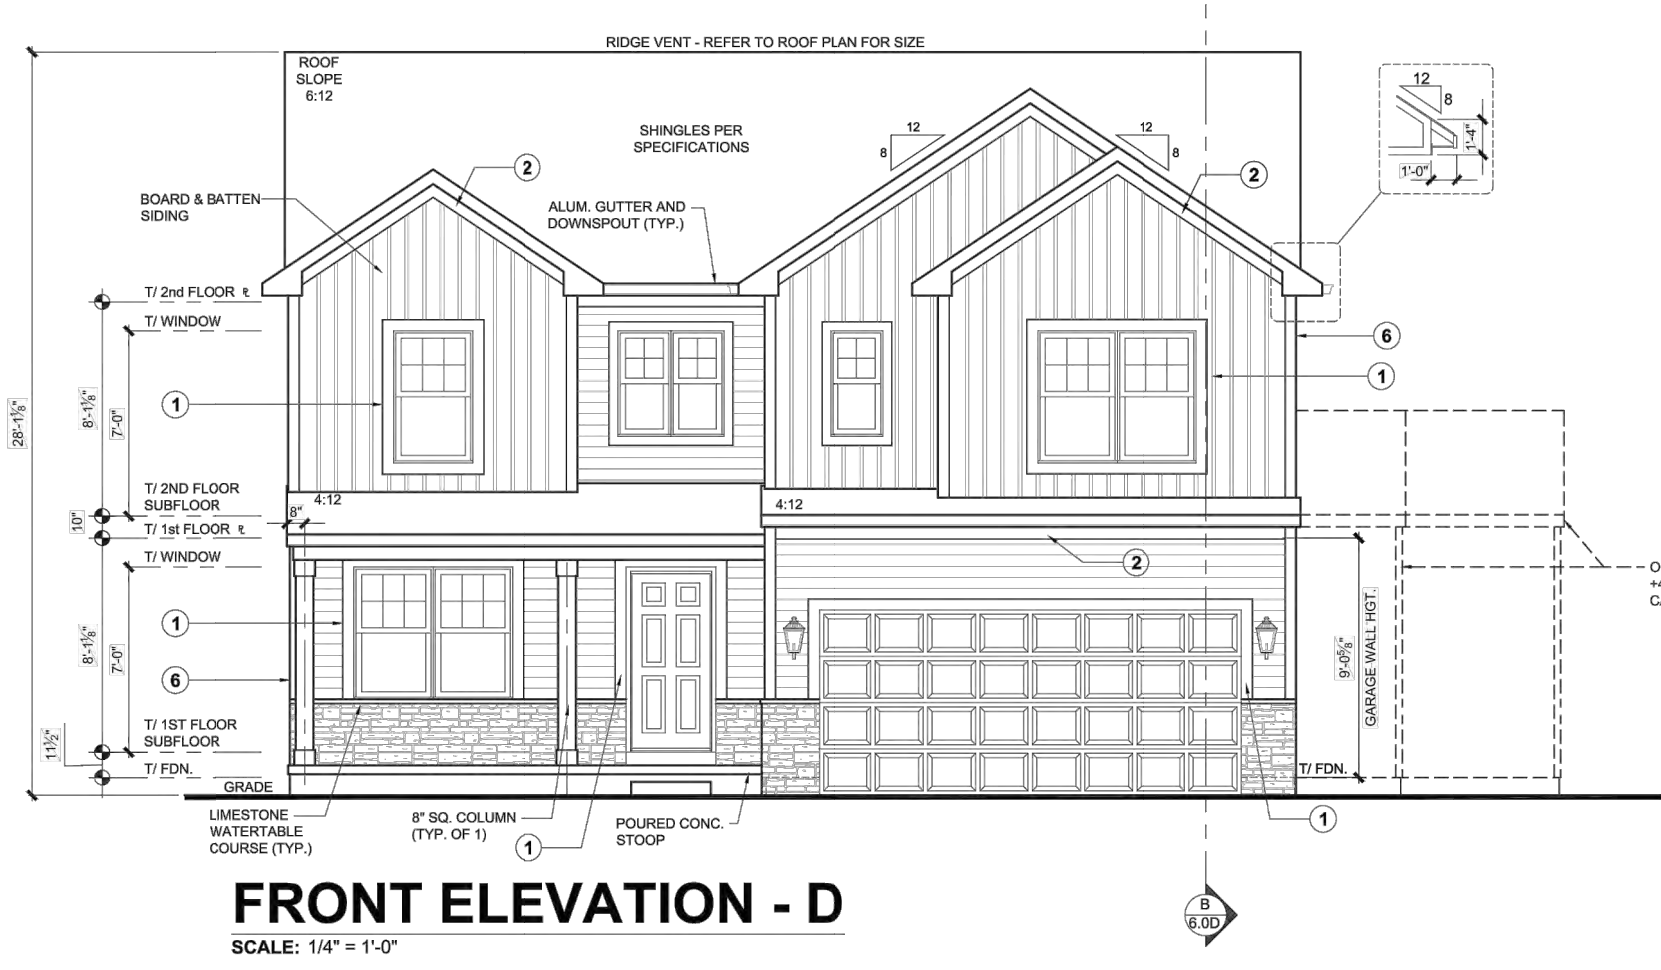 RIDGE VENT - REFER TO ROOF PLAN FOR SIZE
ROOF
SLOPE
6:12
12
8
1'-4"
1'-0"
SHINGLES PER
SPECIFICATIONS
12
8
12
8
2
2
BOARD & BATTEN
SIDING
ALUM. GUTTER AND
DOWNSPOUT (TYP.)
T/ 2nd FLOOR ℄
T/ WINDOW
6
1
1
28'-1⅛"
8'-1⅛"
7'-0"
T/ 2ND FLOOR
SUBFLOOR
4:12
4:12
8"
10"
T/ 1st FLOOR ℄
T/ WINDOW
2
1
8'-1⅛"
7'-0"
6
GARAGE WALL HGT.
9'-0⅝"
T/ 1ST FLOOR
SUBFLOOR
11½"
T/ FDN.
T/ FDN.
GRADE
LIMESTONE
WATERTABLE
COURSE (TYP.)
8" SQ. COLUMN
(TYP. OF 1)
1
POURED CONC.
STOOP
1
FRONT ELEVATION - D
SCALE: 1/4" = 1'-0"
B
6.0D